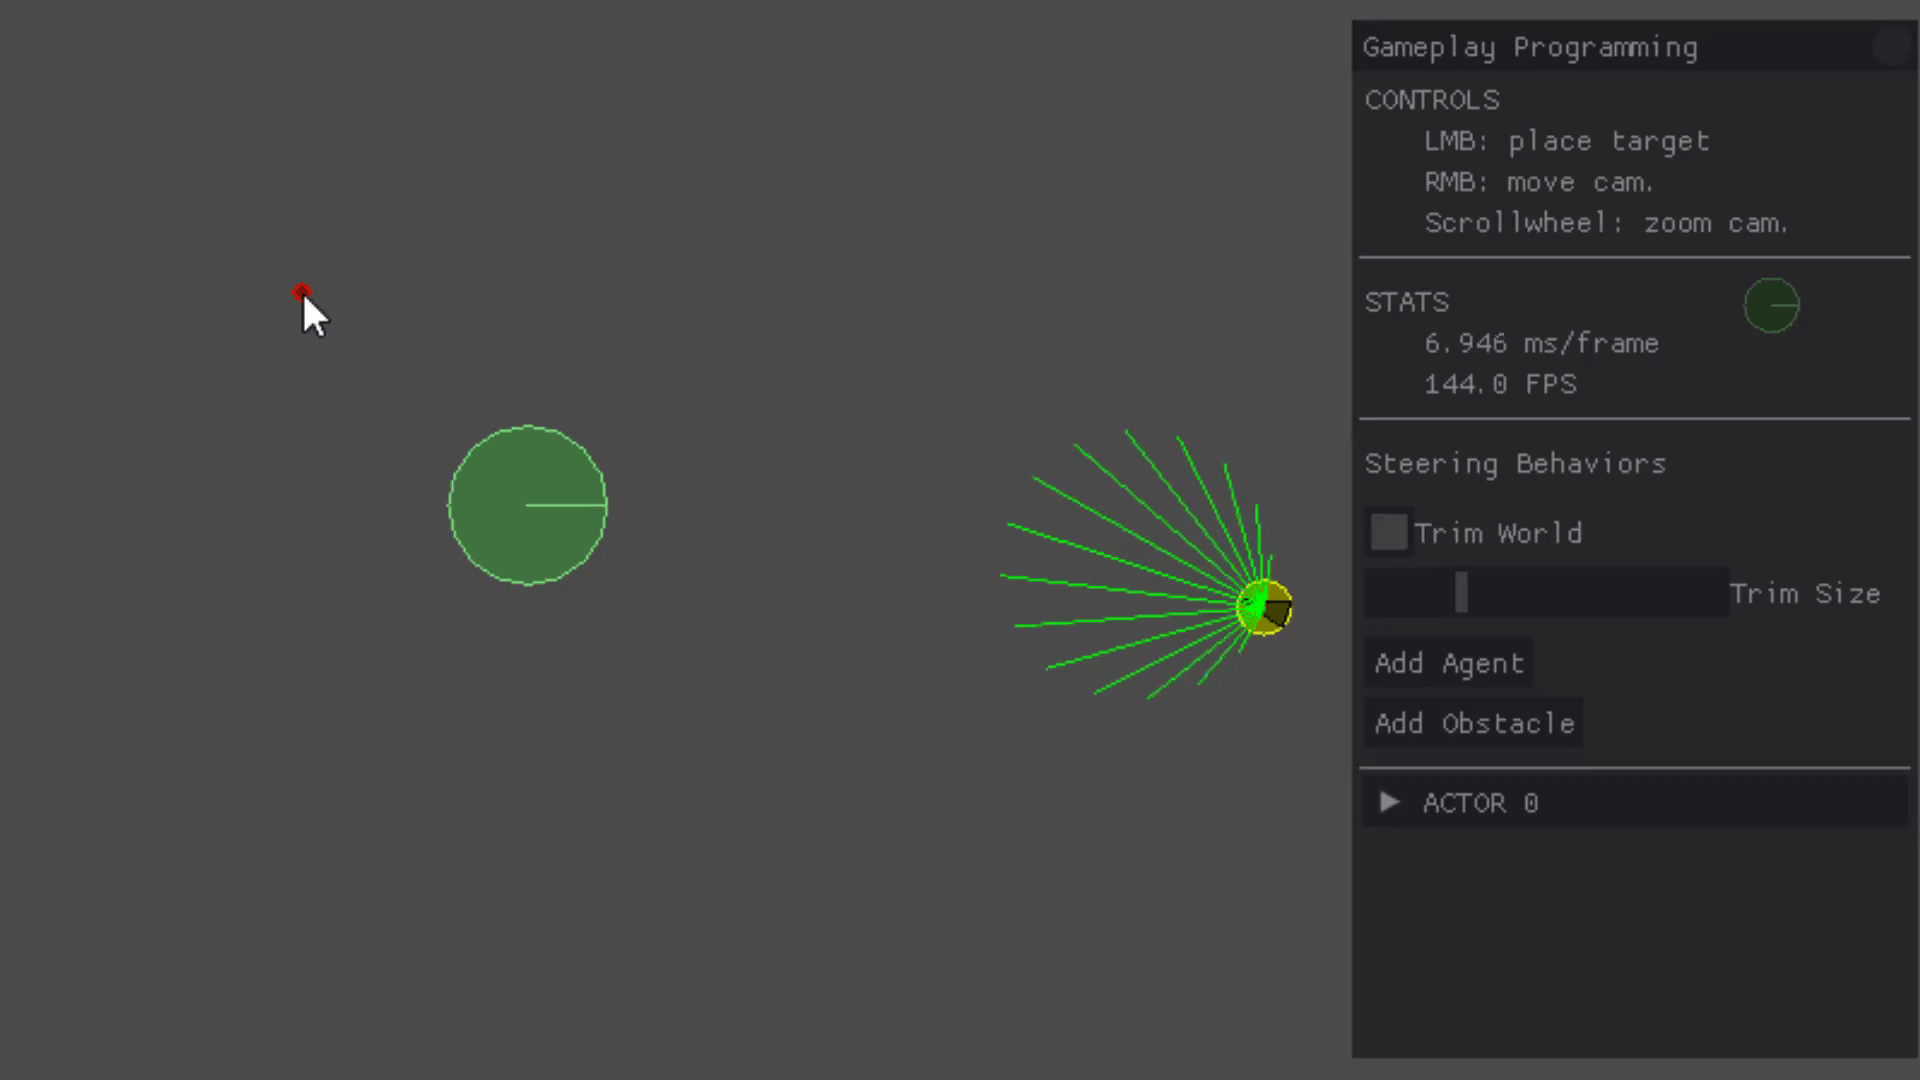 Gameplay Programming
CONTROLS
LMB: place target
RMB: move cam.
Scrollwheel: zoom cam.
STATS
6.946 ms/frame
144.0 FPS
Steering Behaviors
Trim World
Trim Size
Add Agent
Add Obstacle
ACTOR 0